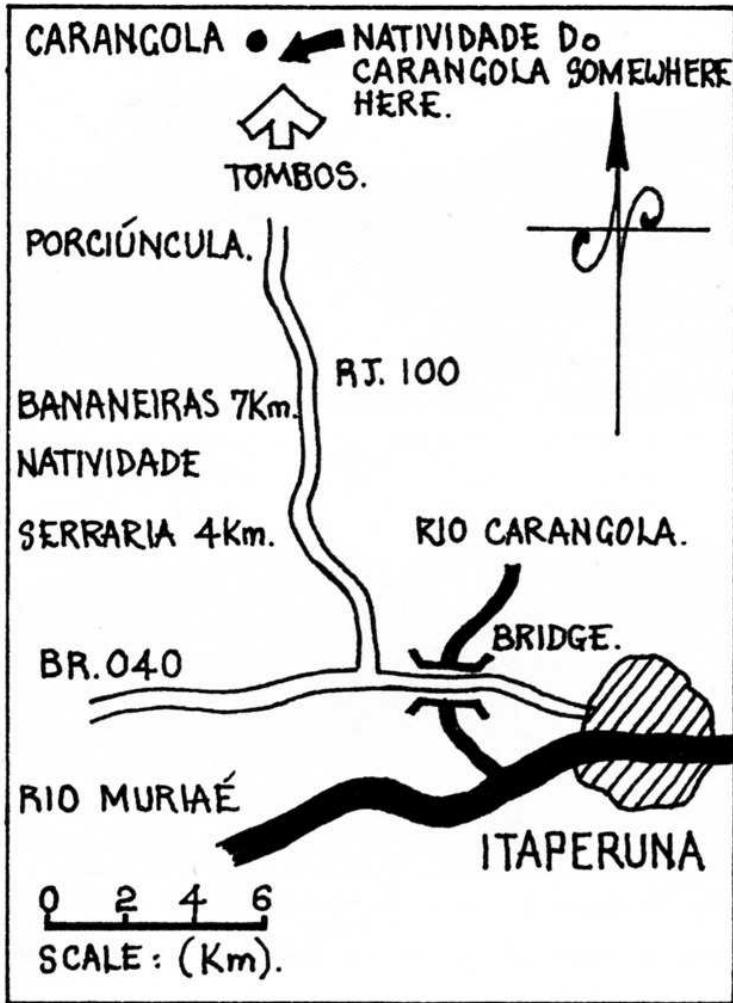 CARANGOLA
NATIVIDADE DO
CARANGOLA SOMEWHERE
HERE.
TOMBOS.
PORCIÚNCULA.
RJ. 100
BANANEIRAS 7Km.
NATIVIDADE
SERRARIA 4Km.
RIO CARANGOLA.
BRIDGE.
BR. 040
RIO MURIAÉ
ITAPERUNA
0 2 4 6
SCALE: (Km).